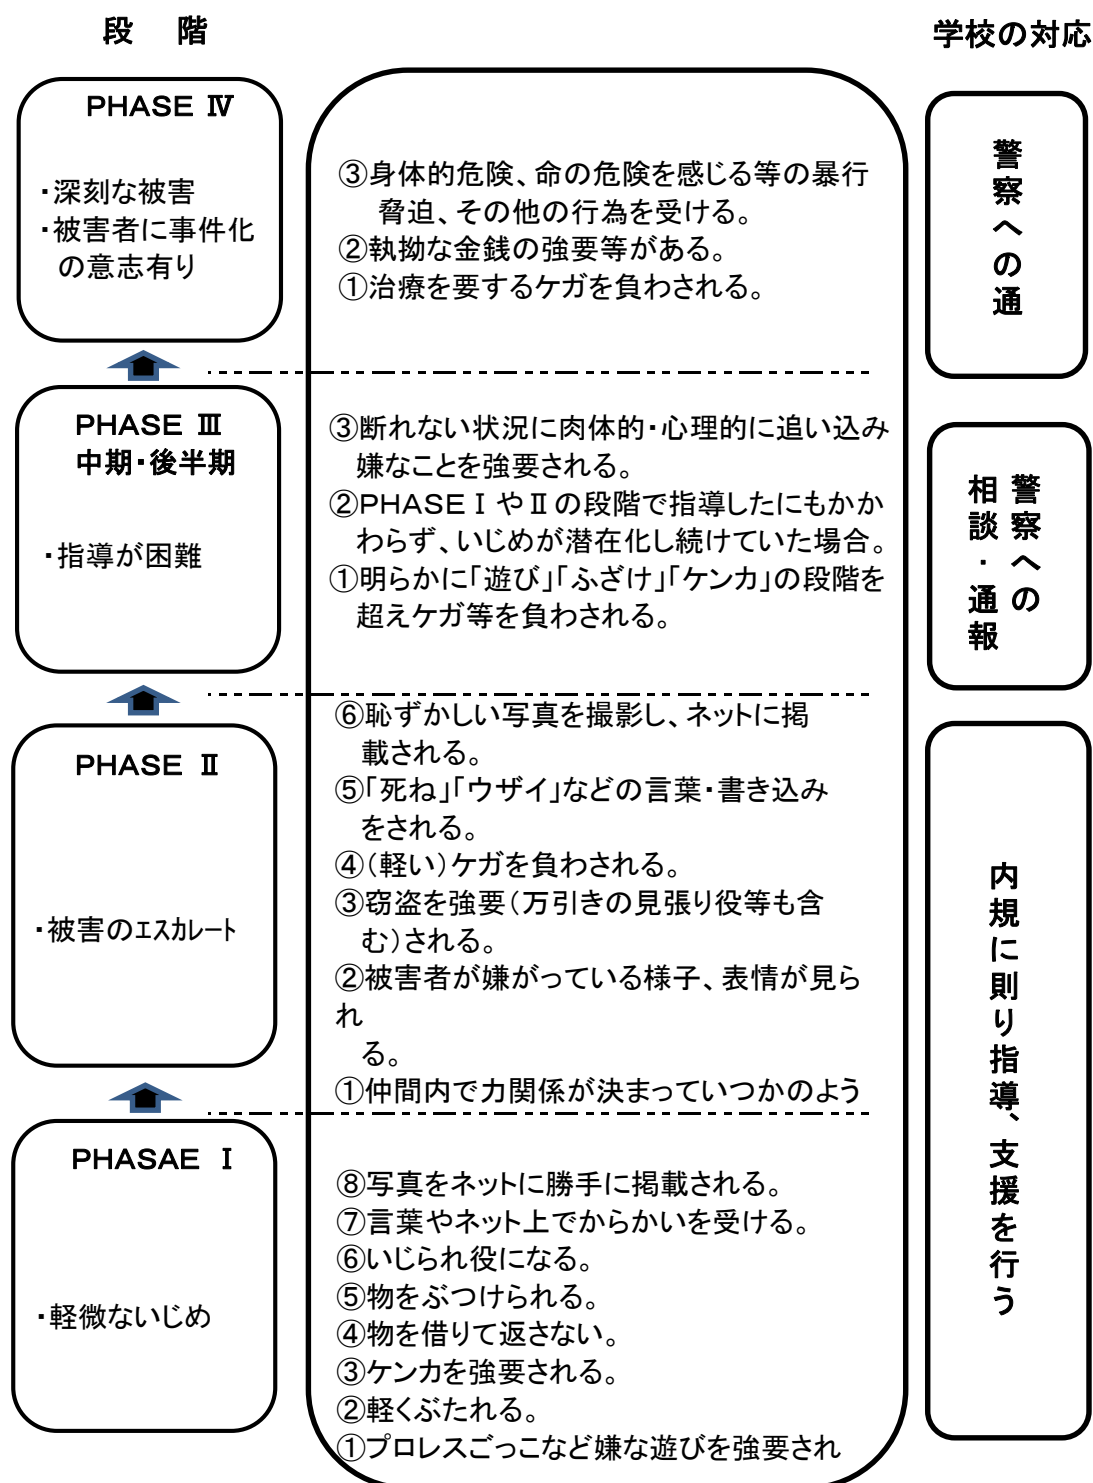 段　階
学校の対応
PHASE Ⅳ
・深刻な被害
・被害者に事件化
の意志有り
③身体的危険、命の危険を感じる等の暴行
脅迫、その他の行為を受ける。
②執拗な金銭の強要等がある。
①治療を要するケガを負わされる。
警察への通
PHASE Ⅲ
中期・後半期
・指導が困難
③断れない状況に肉体的・心理的に追い込み
嫌なことを強要される。
②PHASEⅠやⅡの段階で指導したにもかか
わらず、いじめが潜在化し続けていた場合。
①明らかに「遊び」「ふざけ」「ケンカ」の段階を
超えケガ等を負わされる。
警察への
相談・通報
PHASE Ⅱ
・被害のエスカレート
⑥恥ずかしい写真を撮影し、ネットに掲
載される。
⑤「死ね」「ウザイ」などの言葉・書き込み
をされる。
④（軽い）ケガを負わされる。
③窃盗を強要（万引きの見張り役等も含
む）される。
②被害者が嫌がっている様子、表情が見ら
れ
る。
①仲間内で力関係が決まっていつかのよう
内規に則り指導、支援を行う
PHASAE Ⅰ
・軽微ないじめ
⑧写真をネットに勝手に掲載される。
⑦言葉やネット上でからかいを受ける。
⑥いじられ役になる。
⑤物をぶつけられる。
④物を借りて返さない。
③ケンカを強要される。
②軽くぶたれる。
①プロレスごっこなど嫌な遊びを強要され